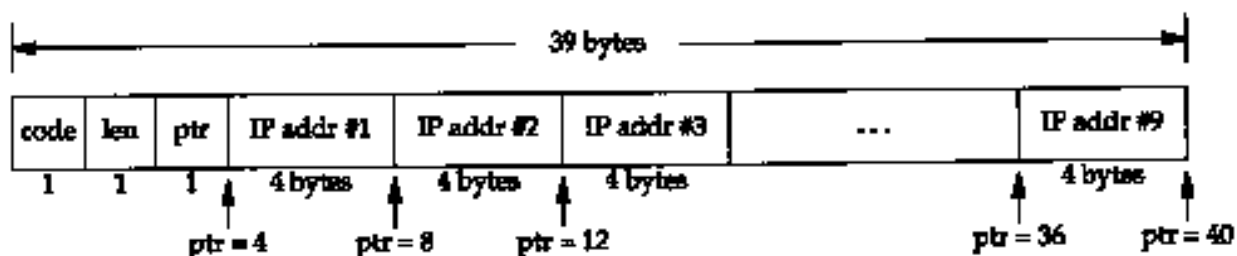 39 bytes
code len ptr IP addr #1 IP addr #2 IP addr #3 ... IP addr #9
1 1 1 4 bytes 4 bytes 4 bytes 4 bytes
ptr = 4 ptr = 8 ptr = 12 ptr = 36 ptr = 40